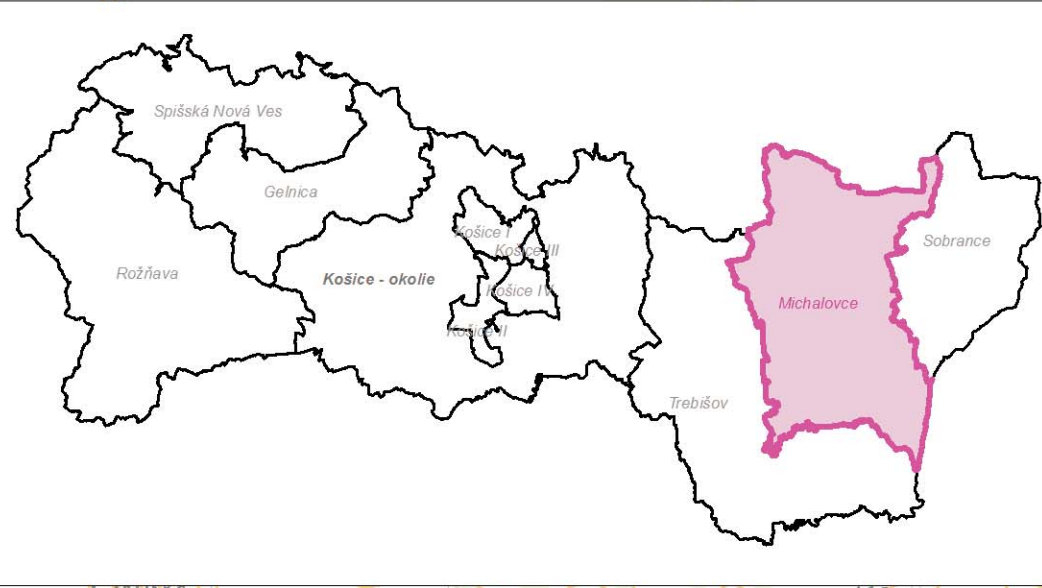 Spišská Nová Ves
Gelnica
Košice I
Košice III
Sobrance
Rožňava
Košice - okolie
Košice IV
Michalovce
Košice II
Trebišov